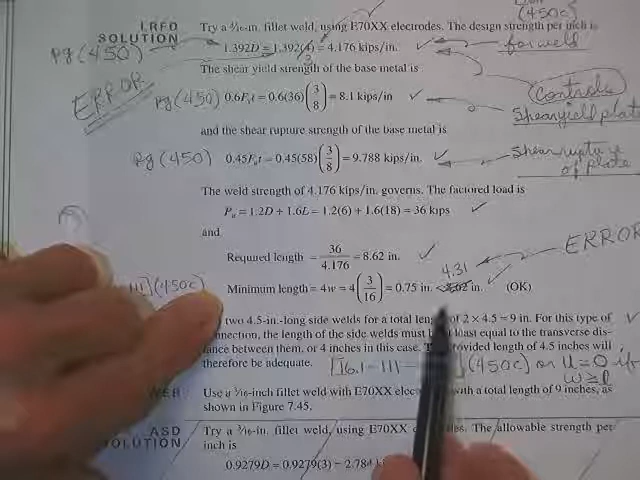 (450c)
LRFD Try a 3/16-in. fillet weld, using E70XX electrodes. The design strength per inch is
SOLUTION 1.392D = 1.392(4) = 4.176 kips/in. ✓ for weld
3
pg (450)
The shear yield strength of the base metal is
ERROR
Controls
pg (450) 0.6Fyt = 0.6(36)(3/8) = 8.1 kips/in ✓ Shear yield plate
and the shear rupture strength of the base metal is
pg (450) 0.45Fut = 0.45(58)(3/8) = 9.788 kips/in. ✓ Shear rupture of plate
The weld strength of 4.176 kips/in. governs. The factored load is
Pu = 1.2D + 1.6L = 1.2(6) + 1.6(18) = 36 kips ✓
and
ERROR
Required length = 36/4.176 = 8.62 in. ✓
4.31
(450c) Minimum length = 4w = 4(3/16) = 0.75 in. < in. ✓ (OK)
two 4.5-in.-long side welds for a total length of 2 × 4.5 = 9 in. For this type of ✓
connection, the length of the side welds must be at least equal to the transverse dis-
tance between them, or 4 inches in this case. The provided length of 4.5 inches will
therefore be adequate. [16.1-111 (450c) or U=0 if
w ≥ l
WER Use a 3/16-inch fillet weld with E70XX with a total length of 9 inches, as
shown in Figure 7.45.
ASD Try a 3/16-in. fillet weld, using E70XX The allowable strength per
SOLUTION inch is
0.9279D = 0.9279(3) = 2.784